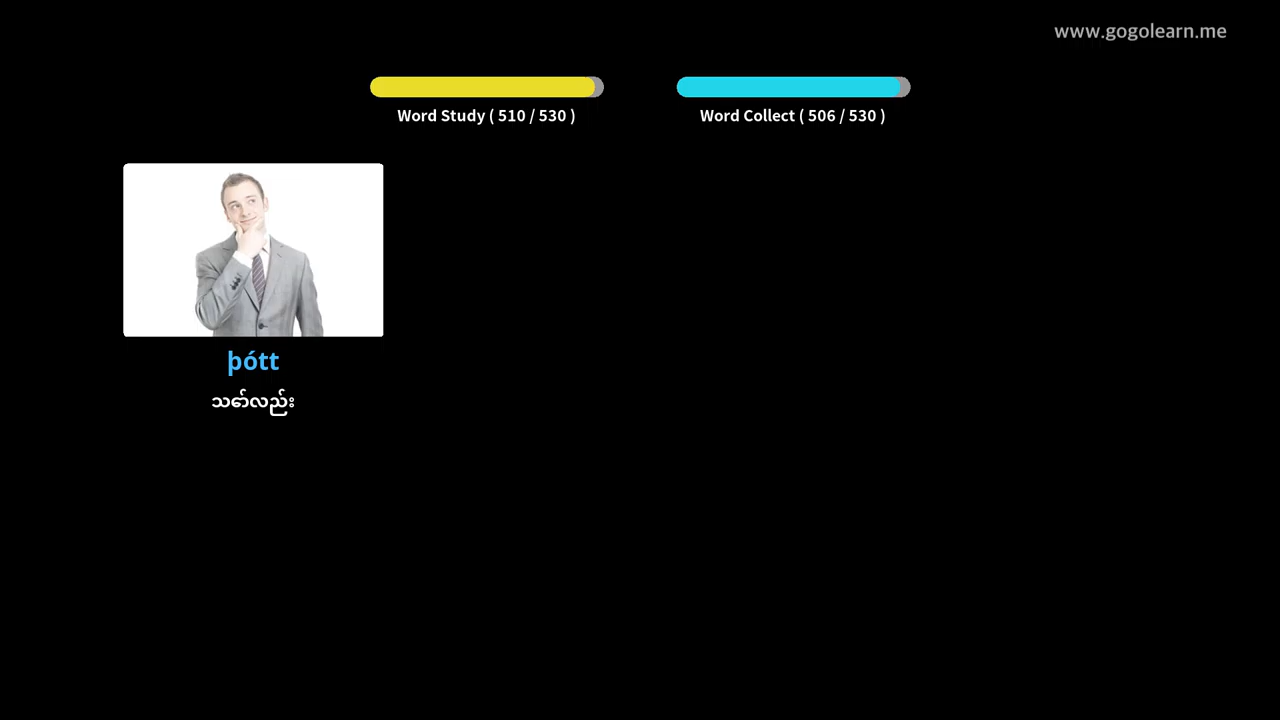 www.gogolearn.me
Word Study ( 510 / 530 )
Word Collect ( 506 / 530 )
þótt
သော်လည်း